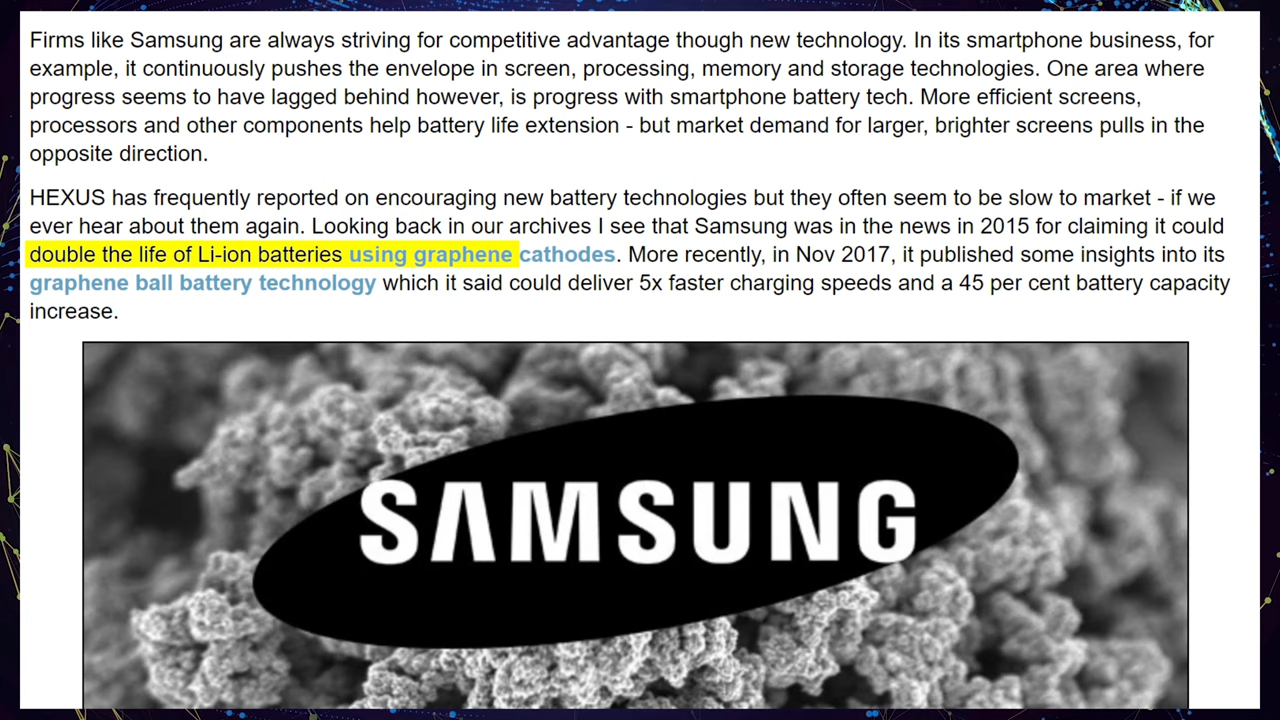 Firms like Samsung are always striving for competitive advantage though new technology. In its smartphone business, for
example, it continuously pushes the envelope in screen, processing, memory and storage technologies. One area where
progress seems to have lagged behind however, is progress with smartphone battery tech. More efficient screens,
processors and other components help battery life extension - but market demand for larger, brighter screens pulls in the
opposite direction.
HEXUS has frequently reported on encouraging new battery technologies but they often seem to be slow to market - if we
ever hear about them again. Looking back in our archives I see that Samsung was in the news in 2015 for claiming it could
double the life of Li-ion batteries using graphene cathodes. More recently, in Nov 2017, it published some insights into its
graphene ball battery technology which it said could deliver 5x faster charging speeds and a 45 per cent battery capacity
increase.
SAMSUNG